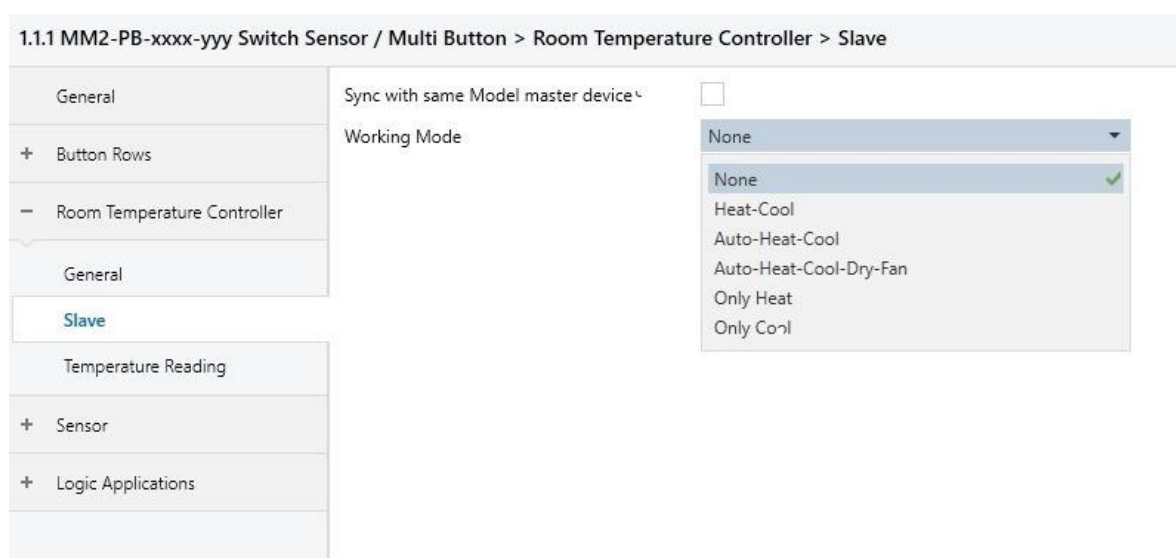 1.1.1 MM2-PB-xxxx-yyy Switch Sensor / Multi Button > Room Temperature Controller > Slave
General
+ Button Rows
− Room Temperature Controller
General
Slave
Temperature Reading
+ Sensor
+ Logic Applications
Sync with same Model master device
Working Mode
None
None
Heat-Cool
Auto-Heat-Cool
Auto-Heat-Cool-Dry-Fan
Only Heat
Only Cool